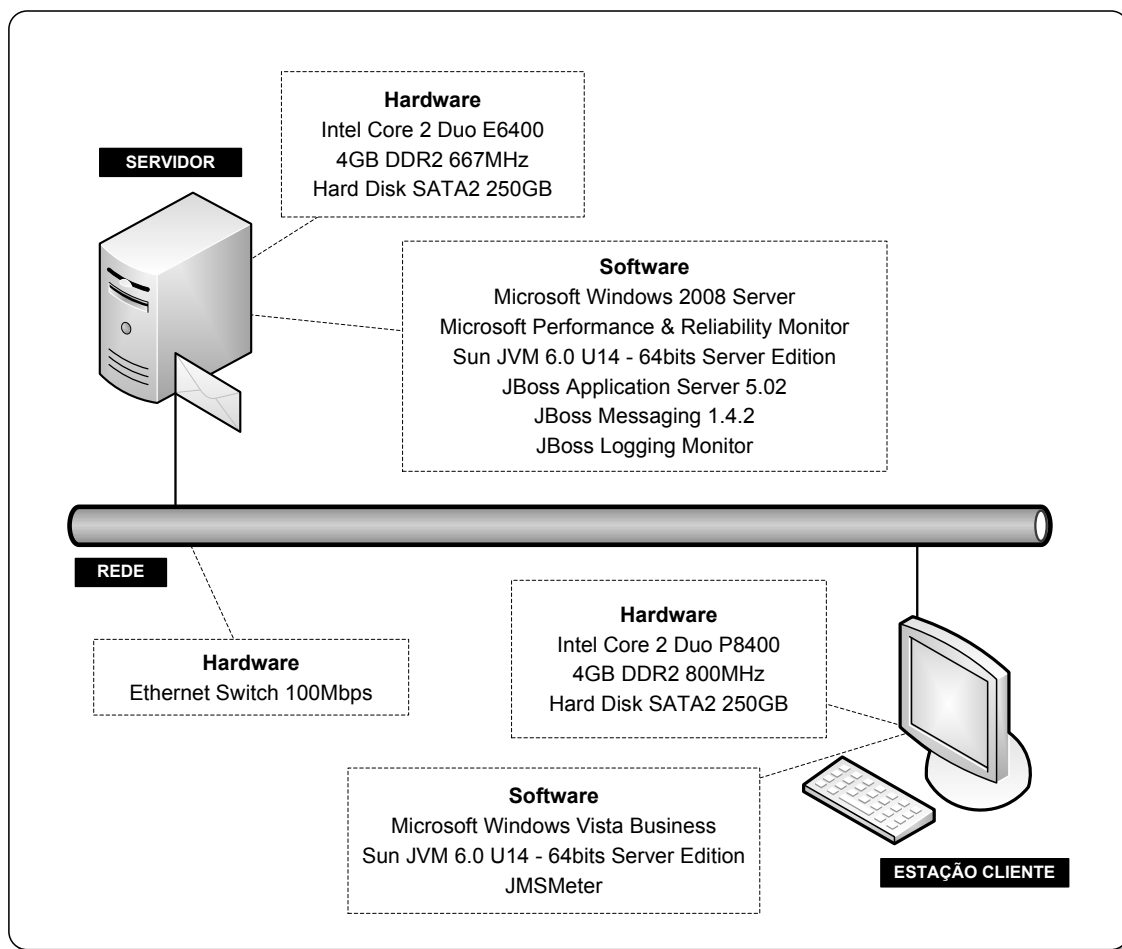 Hardware
Intel Core 2 Duo E6400
4GB DDR2 667MHz
Hard Disk SATA2 250GB
SERVIDOR
Software
Microsoft Windows 2008 Server
Microsoft Performance & Reliability Monitor
Sun JVM 6.0 U14 - 64bits Server Edition
JBoss Application Server 5.02
JBoss Messaging 1.4.2
JBoss Logging Monitor
REDE
Hardware
Ethernet Switch 100Mbps
Hardware
Intel Core 2 Duo P8400
4GB DDR2 800MHz
Hard Disk SATA2 250GB
Software
Microsoft Windows Vista Business
Sun JVM 6.0 U14 - 64bits Server Edition
JMSMeter
ESTAÇÃO CLIENTE